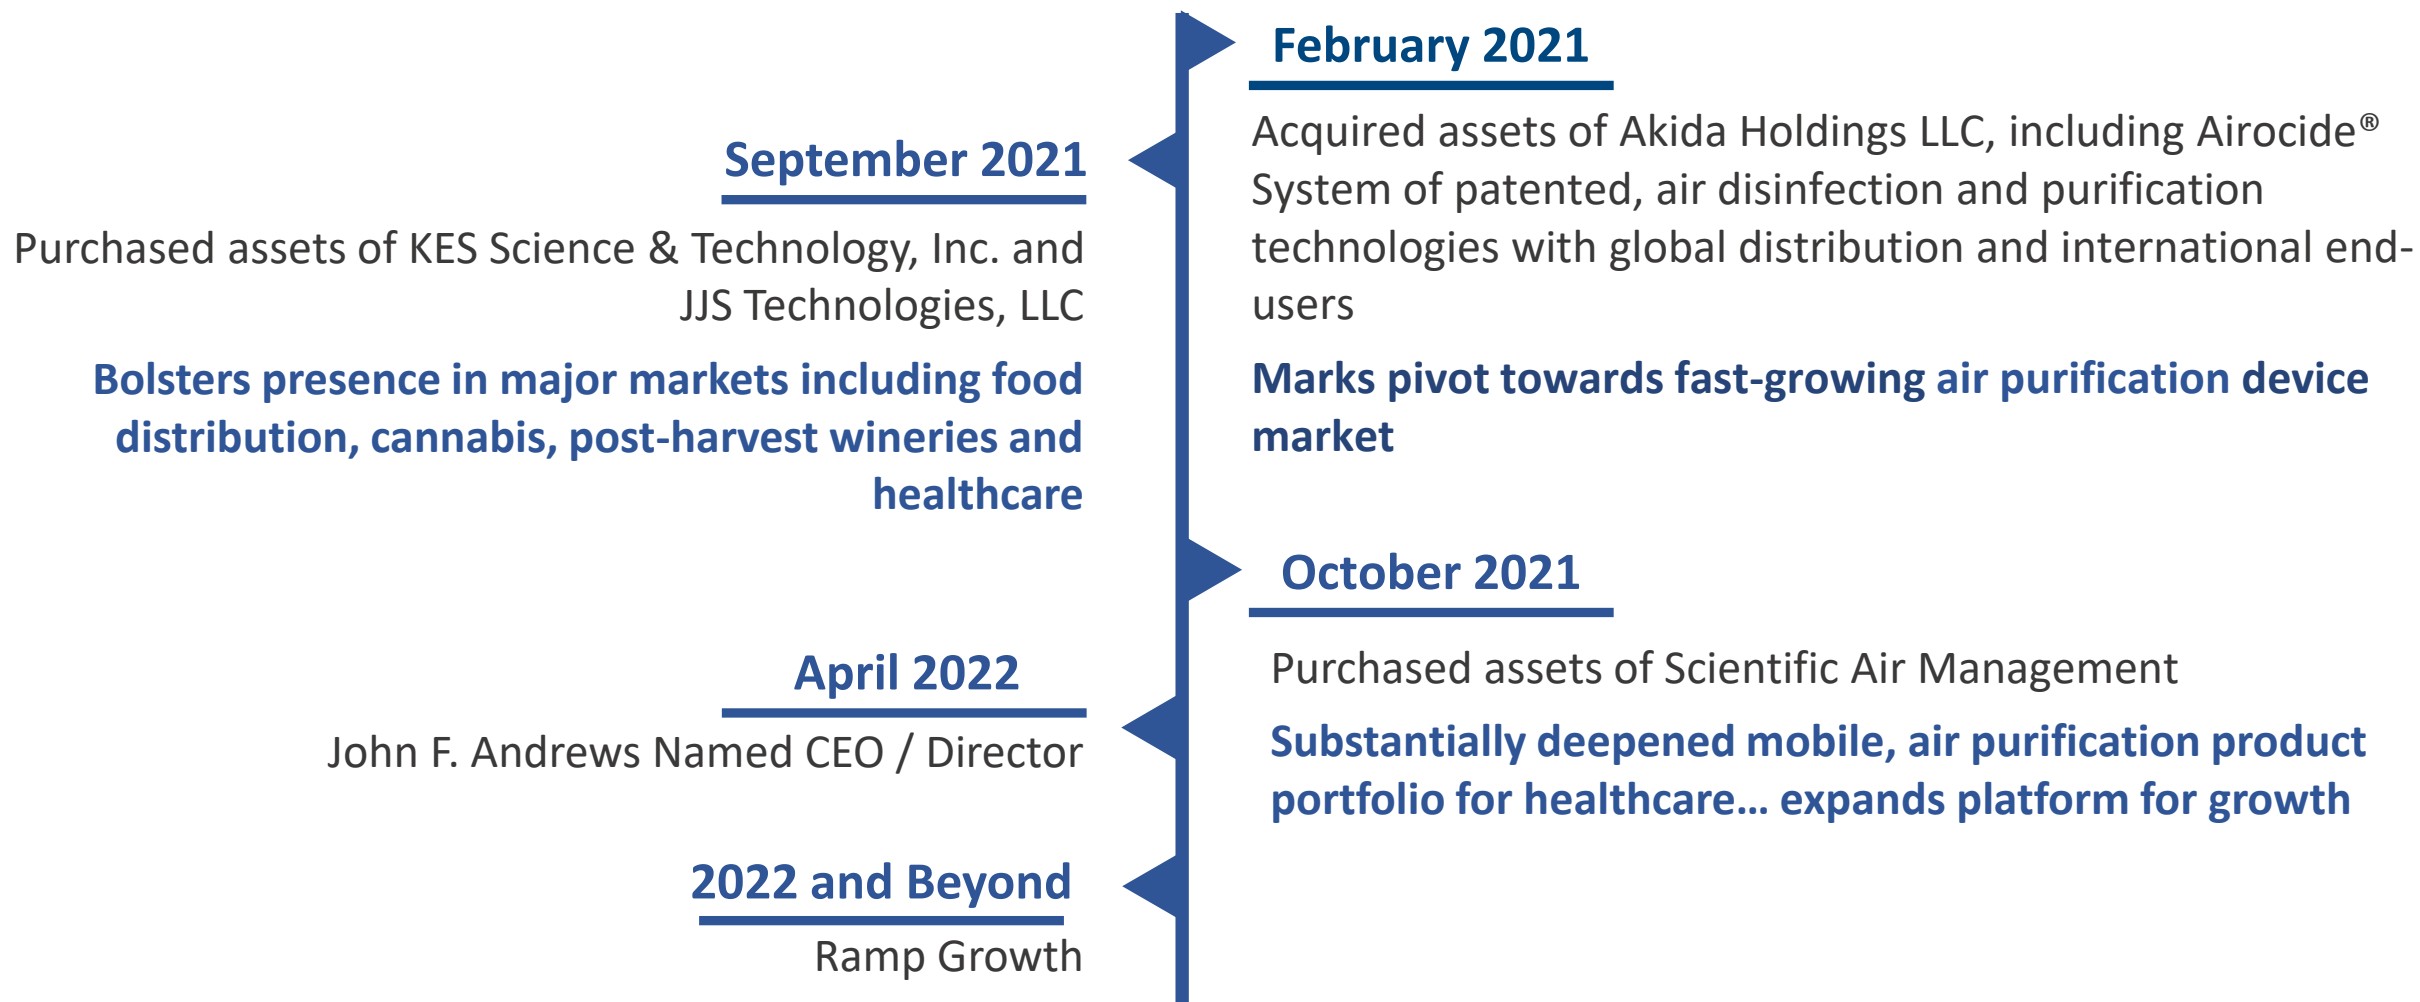 February 2021
Acquired assets of Akida Holdings LLC, including Airocide®
System of patented, air disinfection and purification
technologies with global distribution and international end-
users
Marks pivot towards fast-growing air purification device
market
September 2021
Purchased assets of KES Science & Technology, Inc. and
JJS Technologies, LLC
Bolsters presence in major markets including food
distribution, cannabis, post-harvest wineries and
healthcare
October 2021
Purchased assets of Scientific Air Management
Substantially deepened mobile, air purification product
portfolio for healthcare... expands platform for growth
April 2022
John F. Andrews Named CEO / Director
2022 and Beyond
Ramp Growth